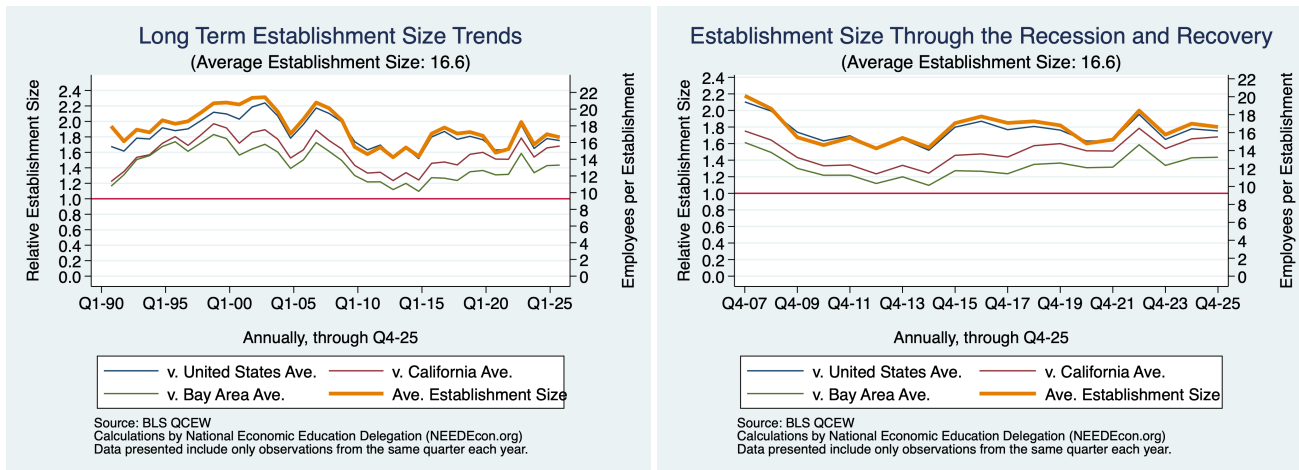 Long Term Establishment Size Trends
(Average Establishment Size: 16.6)
Relative Establishment Size
2.4
2.2
2.0
1.8
1.6
1.4
1.2
1.0
0.8
0.6
0.4
0.2
0.0
22
20
18
16
14
12
10
8
6
4
2
0
Employees per Establishment
Q1-90 Q1-95 Q1-00 Q1-05 Q1-10 Q1-15 Q1-20 Q1-25
Annually, through Q4-25
v. United States Ave. v. California Ave.
v. Bay Area Ave. Ave. Establishment Size
Source: BLS QCEW
Calculations by National Economic Education Delegation (NEEDEcon.org)
Data presented include only observations from the same quarter each year.
Establishment Size Through the Recession and Recovery
(Average Establishment Size: 16.6)
Relative Establishment Size
2.4
2.2
2.0
1.8
1.6
1.4
1.2
1.0
0.8
0.6
0.4
0.2
0.0
22
20
18
16
14
12
10
8
6
4
2
0
Employees per Establishment
Q4-07 Q4-09 Q4-11 Q4-13 Q4-15 Q4-17 Q4-19 Q4-21 Q4-23 Q4-25
Annually, through Q4-25
v. United States Ave. v. California Ave.
v. Bay Area Ave. Ave. Establishment Size
Source: BLS QCEW
Calculations by National Economic Education Delegation (NEEDEcon.org)
Data presented include only observations from the same quarter each year.